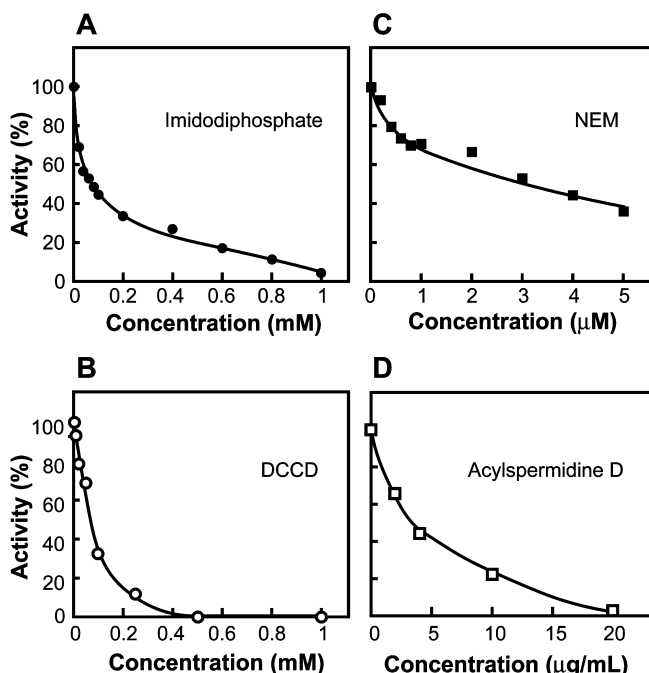 A
Imidodiphosphate
Activity (%)
100
80
60
40
20
0
0 0.2 0.4 0.6 0.8 1
Concentration (mM)
C
NEM
0 1 2 3 4 5
Concentration (μM)
B
DCCD
Activity (%)
100
80
60
40
20
0
0 0.2 0.4 0.6 0.8 1
Concentration (mM)
D
Acylspermidine D
0 5 10 15 20
Concentration (μg/mL)